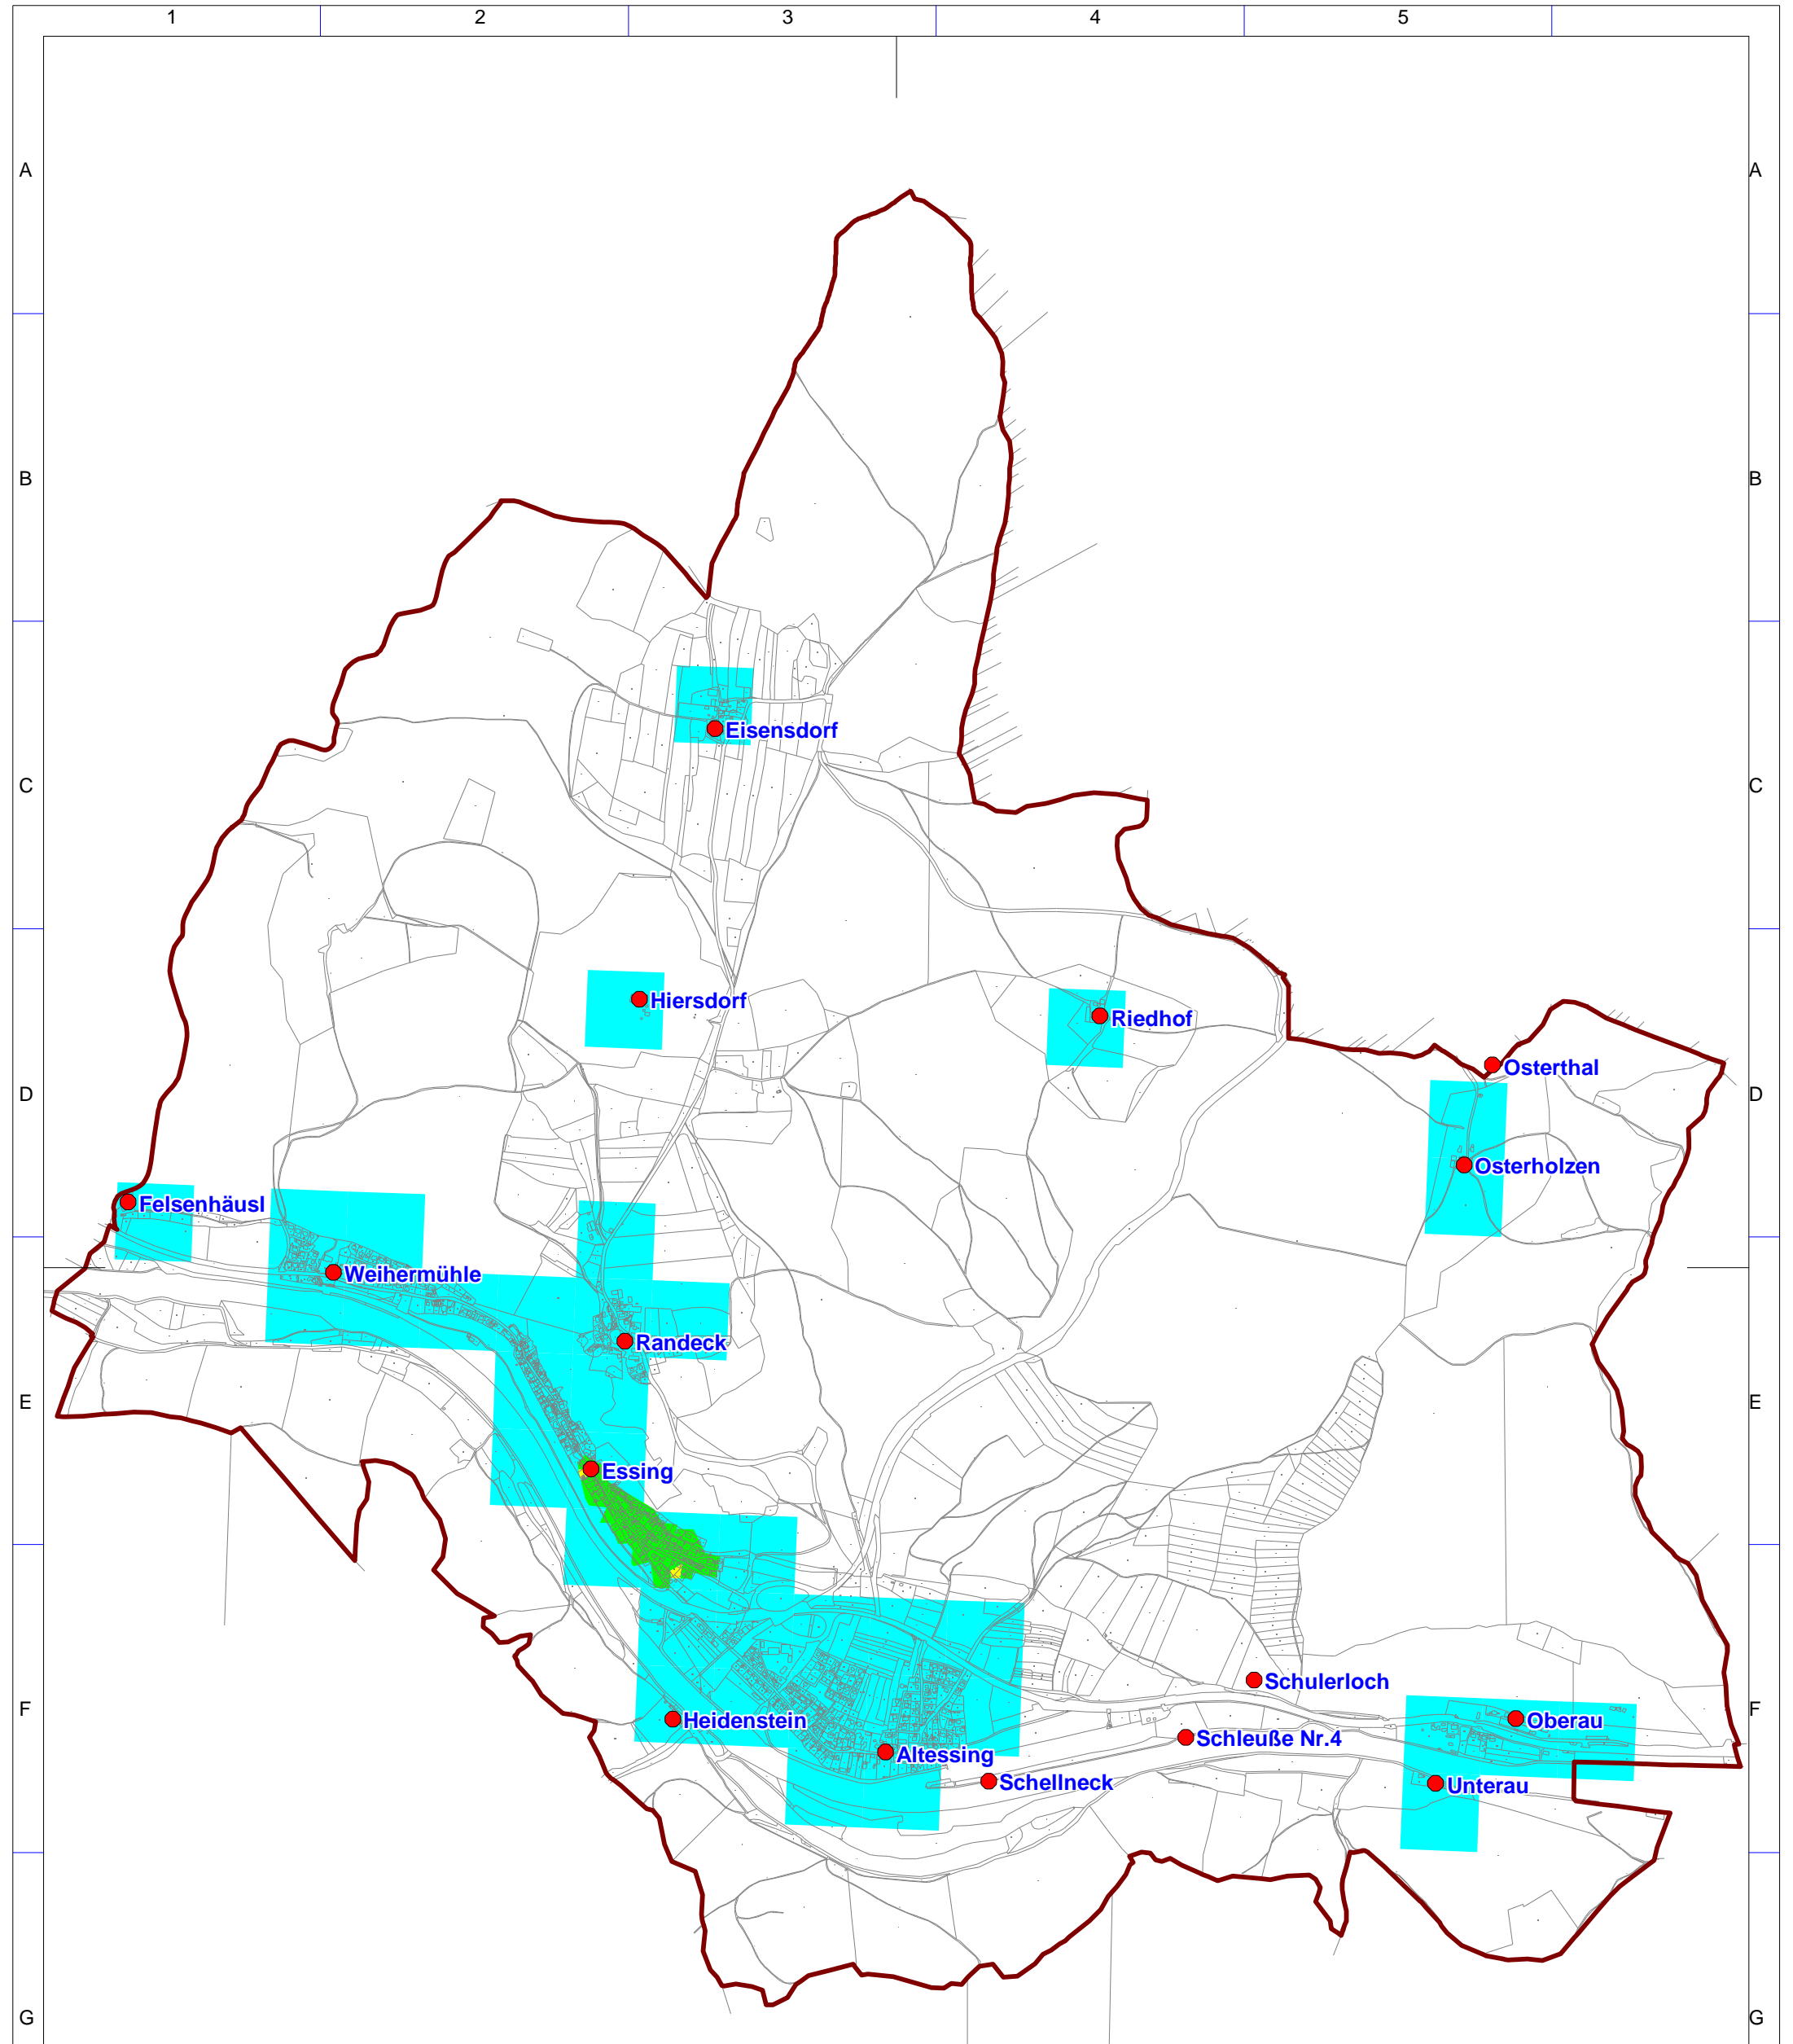 1 2 3 4 5
A A
B B
Eisensdorf
C C
Hiersdorf
Riedhof
Osterthal
D D
Osterholzen
Felsenhäusl
Weihermühle
Randeck
E E
Essing
Schulerloch
F F
Heidenstein
Oberau
Schleuße Nr.4
Altessing
Schellneck
Unterau
G G